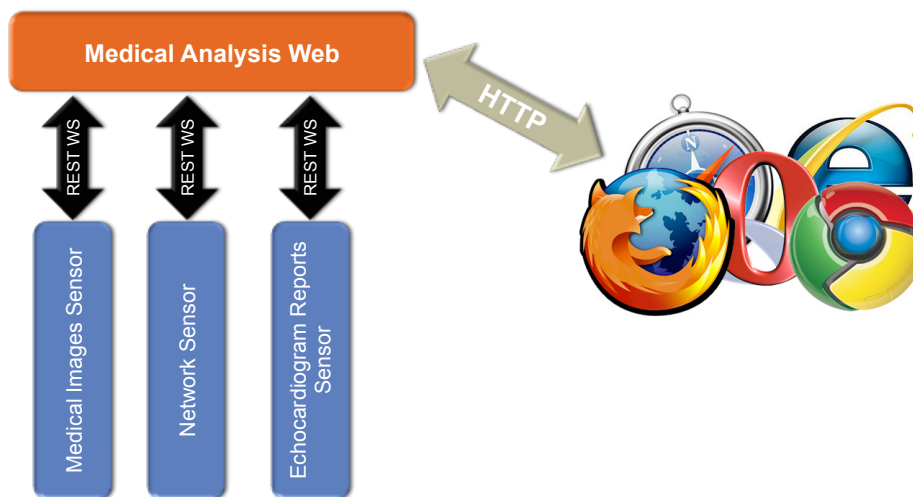 Medical Analysis Web
HTTP
REST WS
REST WS
REST WS
N
Medical Images Sensor
Network Sensor
Echocardiogram Reports
Sensor